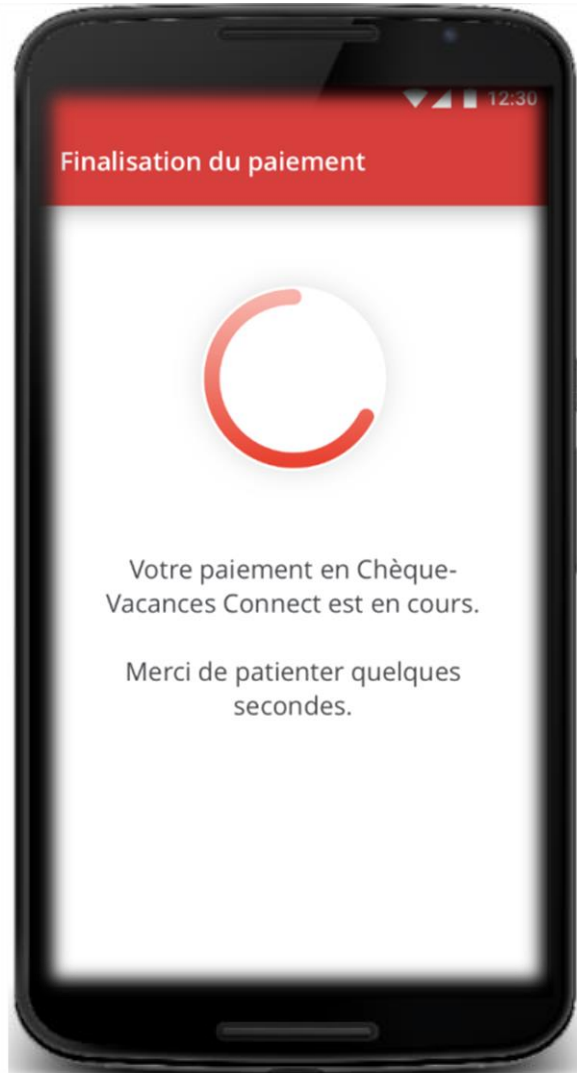 12:30
Finalisation du paiement
Votre paiement en Chèque-
Vacances Connect est en cours.
Merci de patienter quelques
secondes.